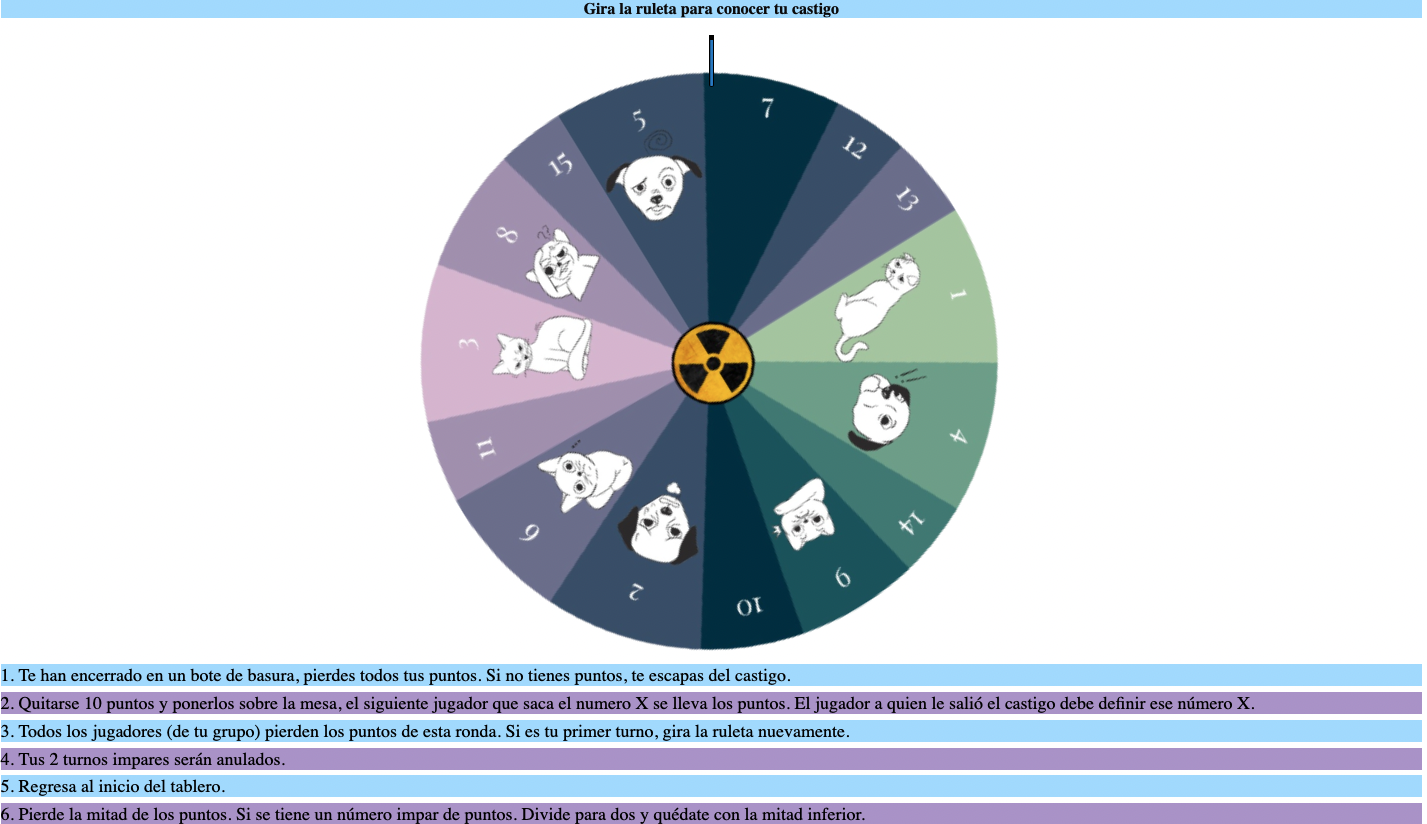 Gira la ruleta para conocer tu castigo
7
12
13
1
4
14
6
10
2
9
11
3
8
15
5
1. Te han encerrado en un bote de basura, pierdes todos tus puntos. Si no tienes puntos, te escapas del castigo.
2. Quitarse 10 puntos y ponerlos sobre la mesa, el siguiente jugador que saca el numero X se lleva los puntos. El jugador a quien le salió el castigo debe definir ese número X.
3. Todos los jugadores (de tu grupo) pierden los puntos de esta ronda. Si es tu primer turno, gira la ruleta nuevamente.
4. Tus 2 turnos impares serán anulados.
5. Regresa al inicio del tablero.
6. Pierde la mitad de los puntos. Si se tiene un número impar de puntos. Divide para dos y quédate con la mitad inferior.